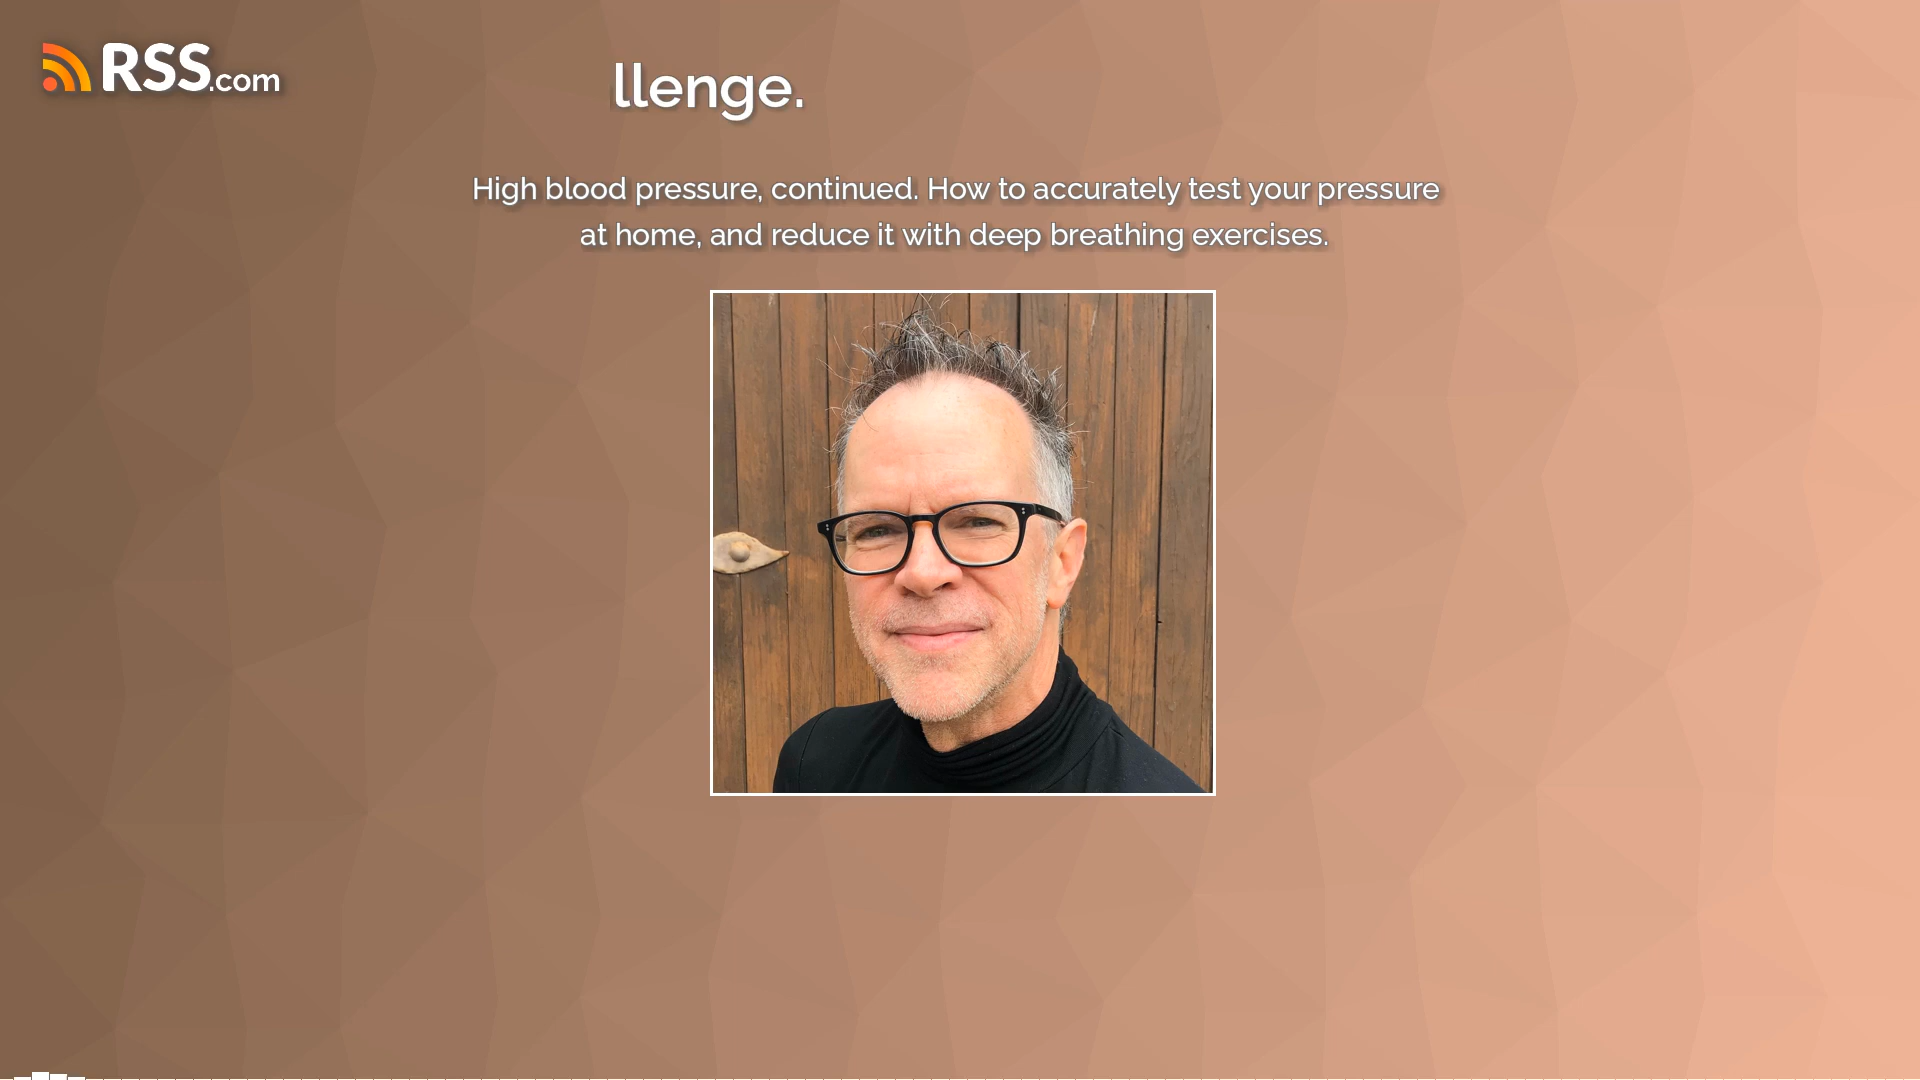 RSS.com
llenge.
High blood pressure, continued. How to accurately test your pressure
at home, and reduce it with deep breathing exercises.